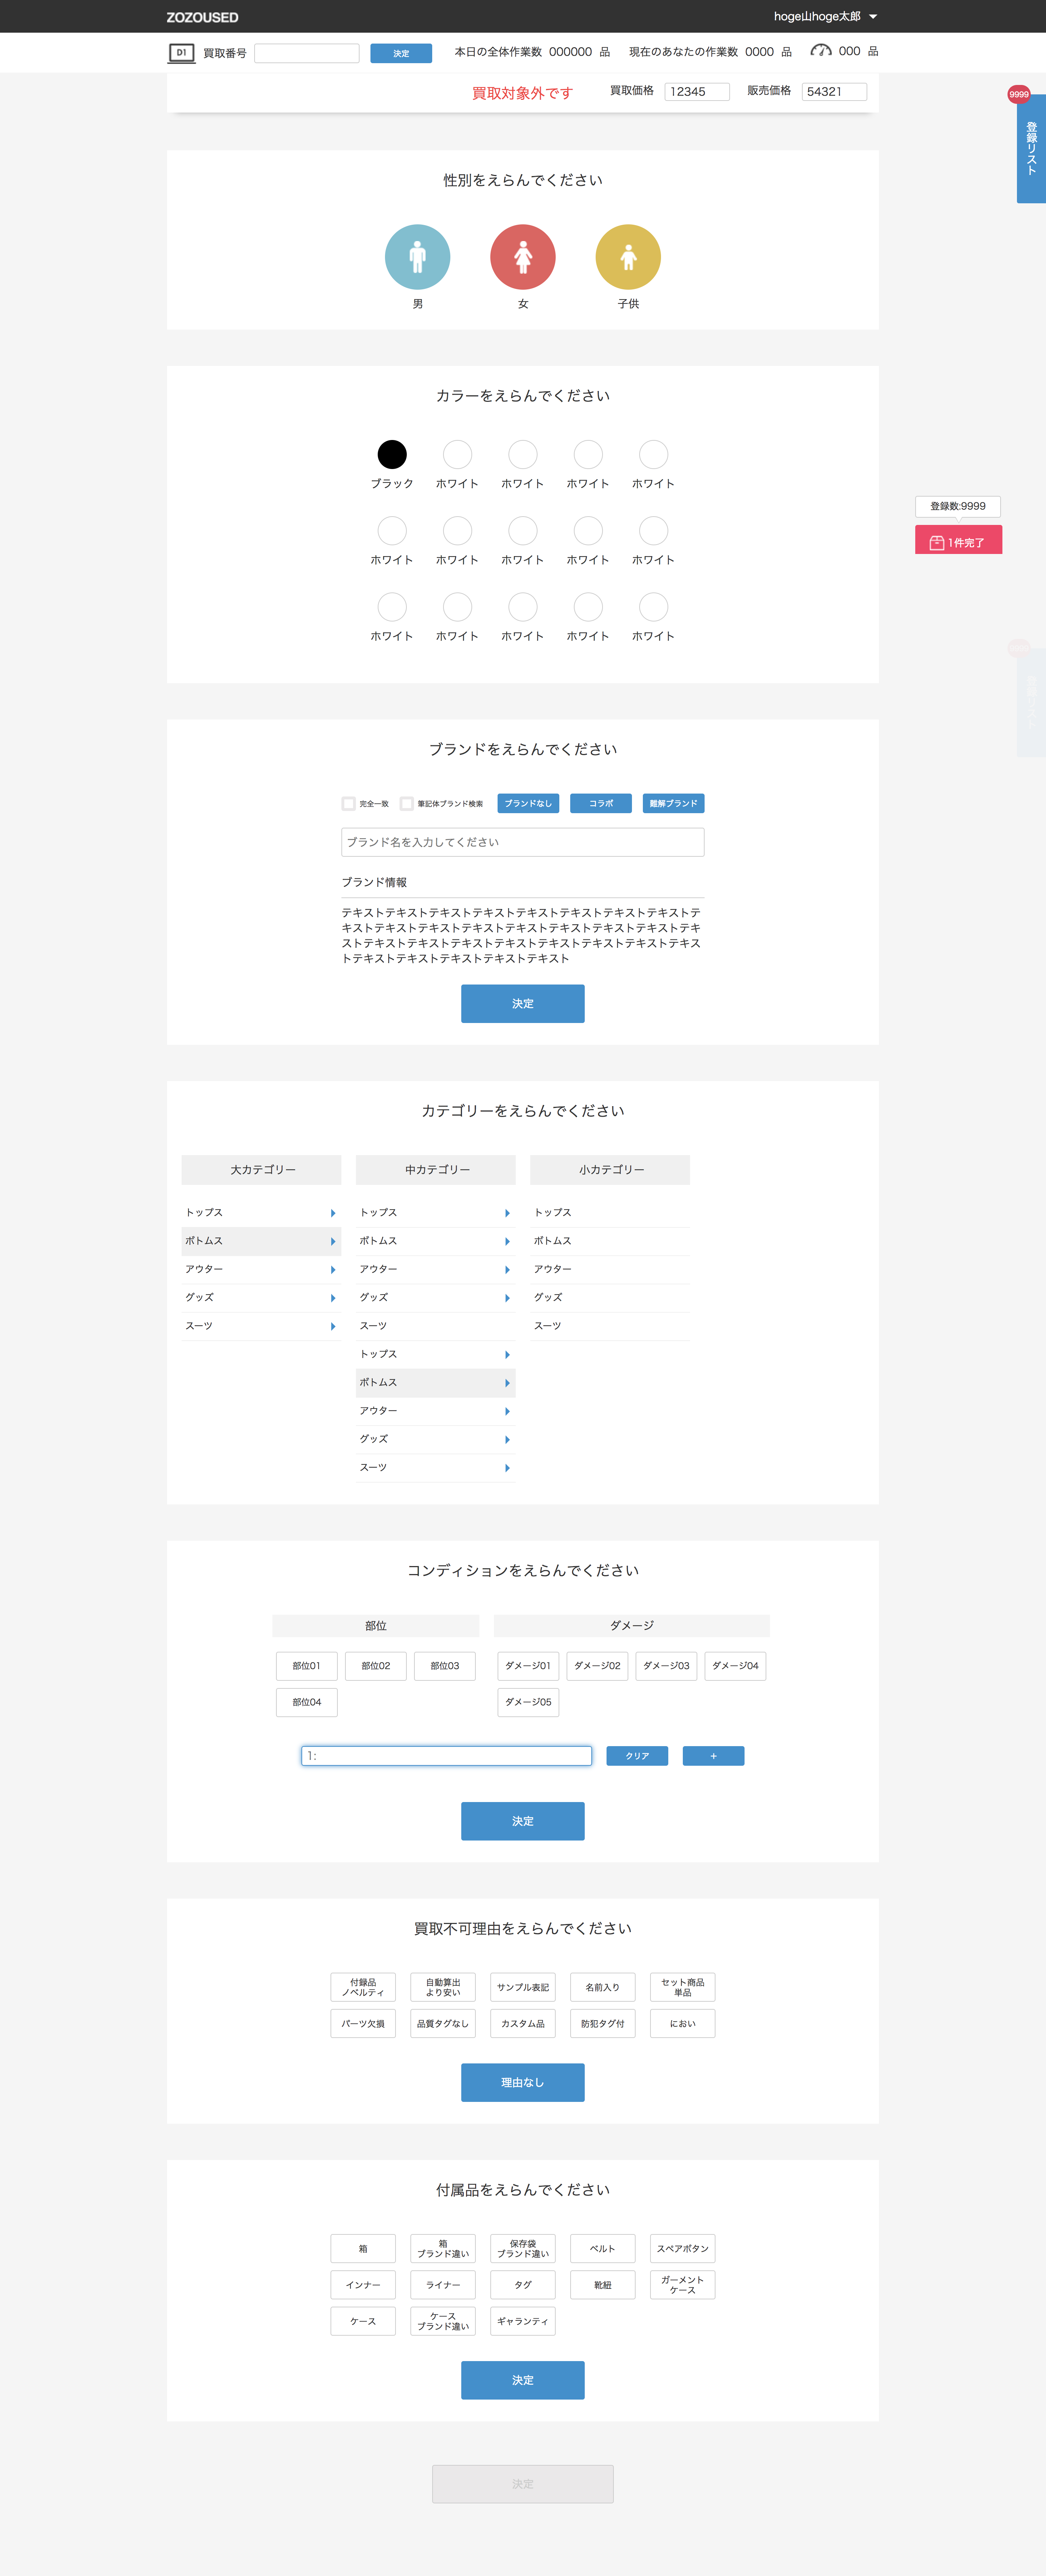 ZOZOUSED
hoge山hoge太郎
D1 買取番号 決定 本日の全体作業数 000000 品 現在のあなたの作業数 0000 品 000 品
買取対象外です 買取価格 12345 販売価格 54321
9999
登録リスト
性別をえらんでください
男 女 子供
カラーをえらんでください
ブラック ホワイト ホワイト ホワイト ホワイト
ホワイト ホワイト ホワイト ホワイト ホワイト
ホワイト ホワイト ホワイト ホワイト ホワイト
登録数:9999
1件完了
登録リスト
ブランドをえらんでください
完全一致 筆記体ブランド検索 ブランドなし コラボ 難解ブランド
ブランド名を入力してください
ブランド情報
テキストテキストテキストテキストテキストテキストテキストテキストテ
キストテキストテキストテキストテキストテキストテキストテキストテキ
ストテキストテキストテキストテキストテキストテキストテキストテキス
トテキストテキストテキストテキストテキスト
決定
カテゴリーをえらんでください
大カテゴリー 中カテゴリー 小カテゴリー
トップス トップス トップス
ボトムス ボトムス ボトムス
アウター アウター アウター
グッズ グッズ グッズ
スーツ スーツ スーツ
トップス
ボトムス
アウター
グッズ
スーツ
コンディションをえらんでください
部位 ダメージ
部位01 部位02 部位03 ダメージ01 ダメージ02 ダメージ03 ダメージ04
部位04 ダメージ05
1: クリア +
決定
買取不可理由をえらんでください
付録品 自動算出 サンプル表記 名前入り セット商品
ノベルティ より安い 単品
パーツ欠損 品質タグなし カスタム品 防犯タグ付 におい
理由なし
付属品をえらんでください
箱 箱 保存袋 ベルト スペアボタン
ブランド違い ブランド違い
インナー ライナー タグ 靴紐 ガーメント
ケース
ケース ケース ギャランティ
ブランド違い
決定
決定